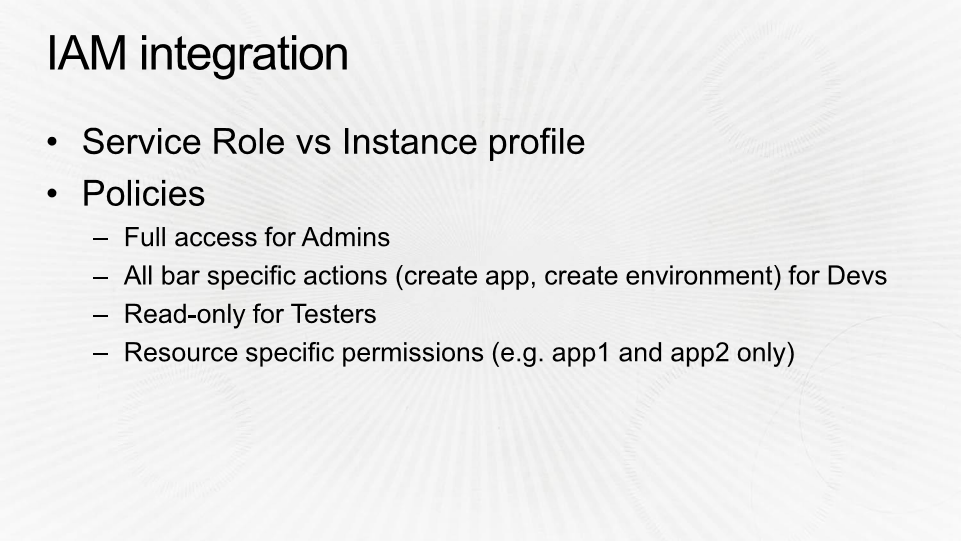 IAM integration
• Service Role vs Instance profile
• Policies
– Full access for Admins
– All bar specific actions (create app, create environment) for Devs
– Read-only for Testers
– Resource specific permissions (e.g. app1 and app2 only)